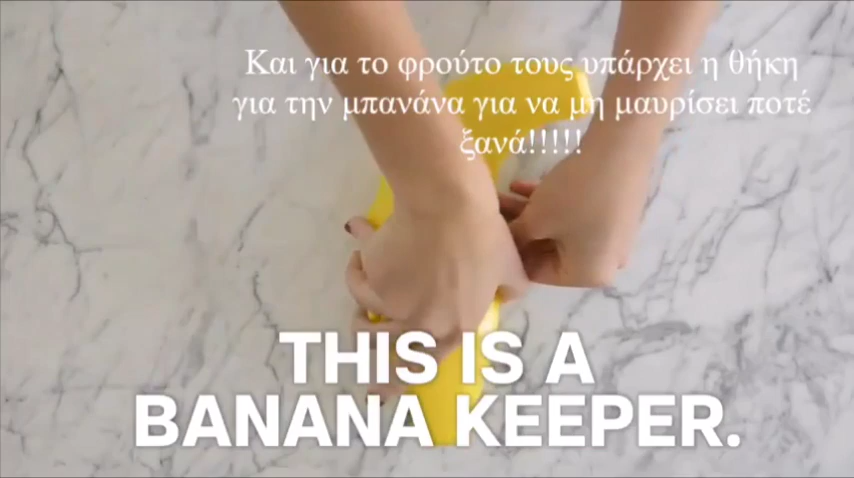 Και για το φρούτο τους υπάρχει η θήκη
για την μπανάνα για να μη μαυρίσει ποτέ
ξανά!!!!!
THIS IS A
BANANA KEEPER.